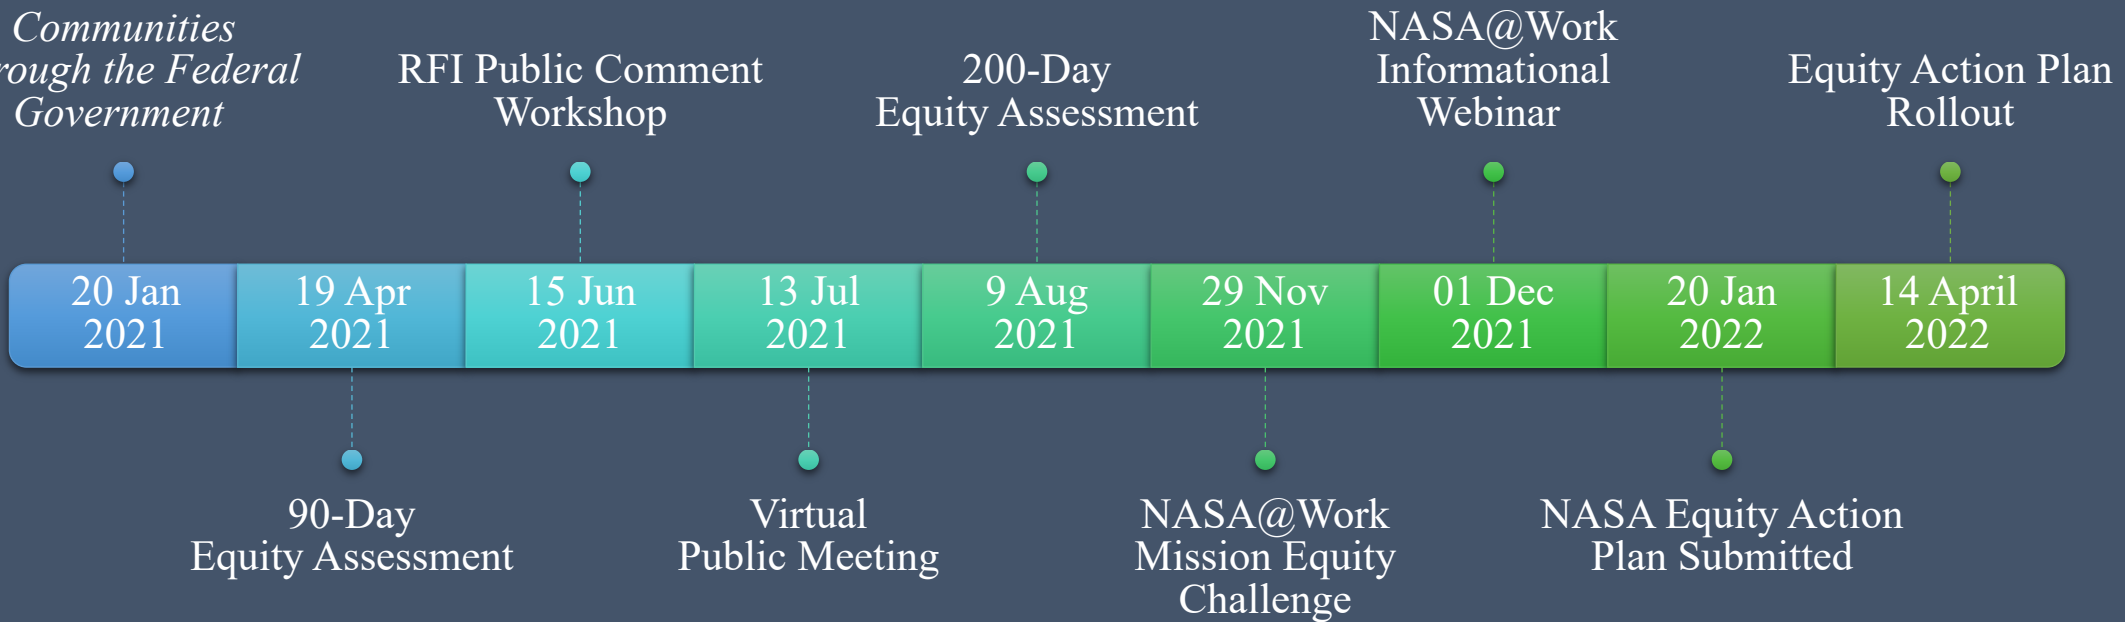 Communities
the Federal
Government
RFI Public Comment
Workshop
200-Day
Equity Assessment
NASA@Work
Informational
Webinar
Equity Action Plan
Rollout
20 Jan
2021
19 Apr
2021
15 Jun
2021
13 Jul
2021
9 Aug
2021
29 Nov
2021
01 Dec
2021
20 Jan
2022
14 April
2022
90-Day
Equity Assessment
Virtual
Public Meeting
NASA@Work
Mission Equity
Challenge
NASA Equity Action
Plan Submitted